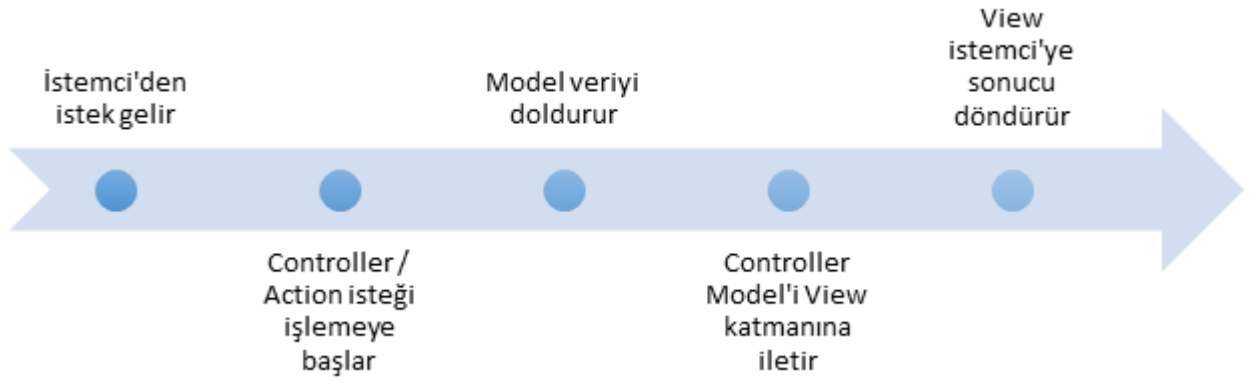 İstemci'den
istek gelir
Controller /
Action isteği
işlemeye
başlar
Model veriyi
doldurur
Controller
Model'i View
katmanına
iletir
View
istemci'ye
sonucu
döndürür